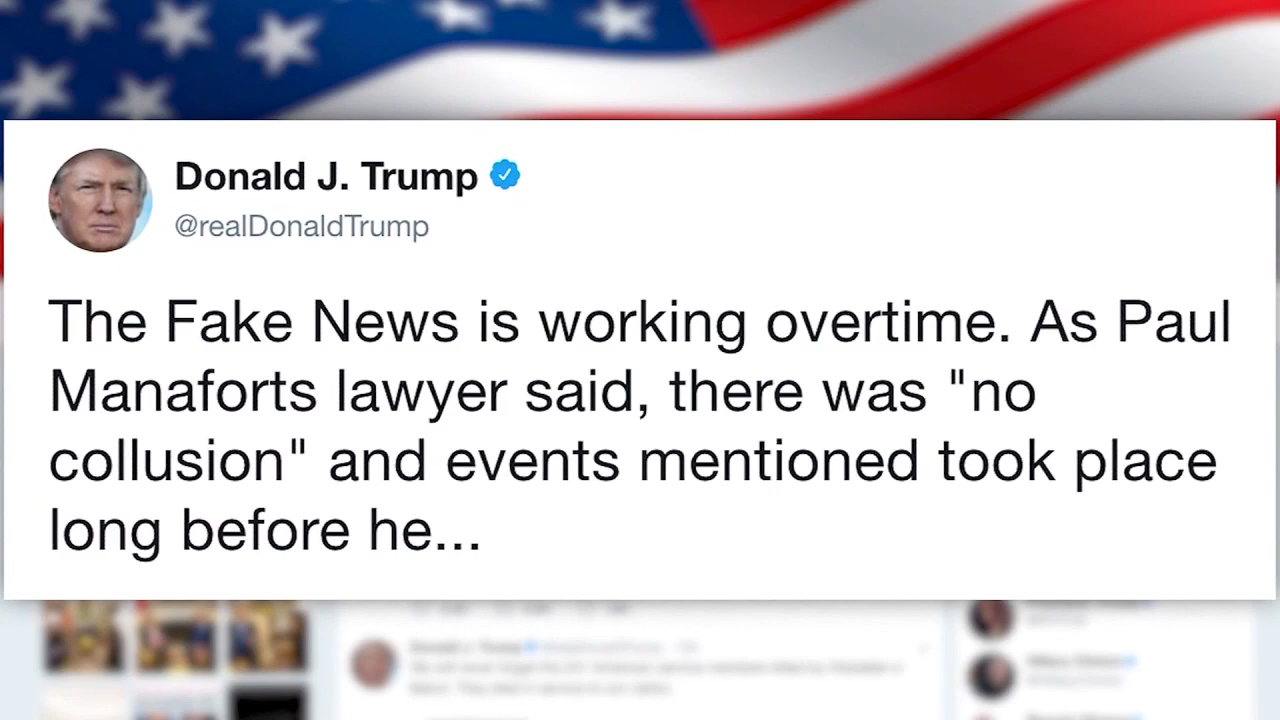 Donald J. Trump
@realDonaldTrump
The Fake News is working overtime. As Paul
Manaforts lawyer said, there was "no
collusion" and events mentioned took place
long before he...